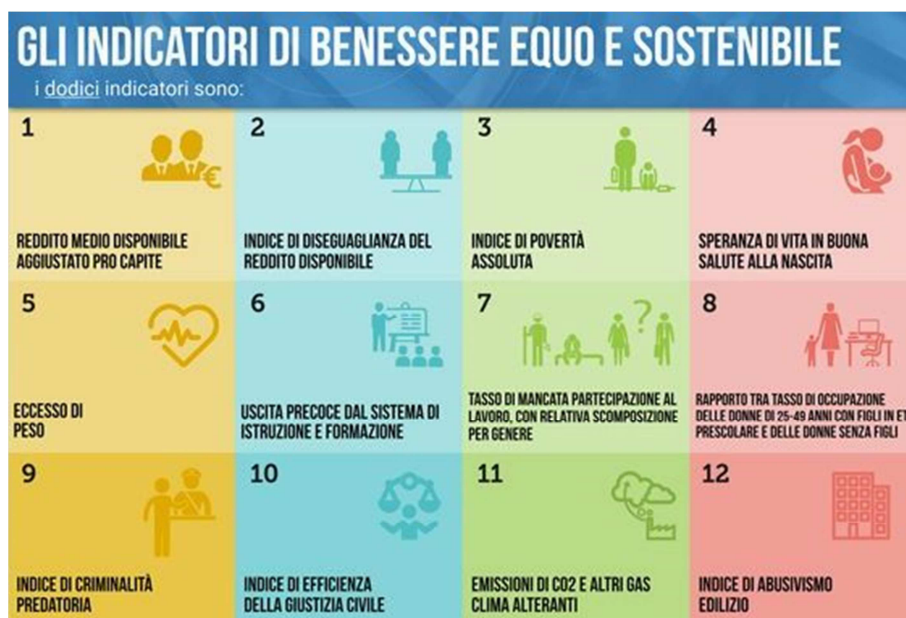 GLI INDICATORI DI BENESSERE EQUO E SOSTENIBILE
i dodici indicatori sono:
1
REDDITO MEDIO DISPONIBILE
AGGIUSTATO PRO CAPITE
2
INDICE DI DISEGUAGLIANZA DEL
REDDITO DISPONIBILE
3
INDICE DI POVERTÀ
ASSOLUTA
4
SPERANZA DI VITA IN BUONA
SALUTE ALLA NASCITA
5
ECCESSO DI
PESO
6
USCITA PRECOCE DAL SISTEMA DI
ISTRUZIONE E FORMAZIONE
7
?
TASSO DI MANCATA PARTECIPAZIONE AL
LAVORO, CON RELATIVA SCOMPOSIZIONE
PER GENERE
8
RAPPORTO TRA TASSO DI OCCUPAZIONE
DELLE DONNE DI 25-49 ANNI CON FIGLI IN ET
PRESCOLARE E DELLE DONNE SENZA FIGLI
9
INDICE DI CRIMINALITÀ
PREDATORIA
10
INDICE DI EFFICIENZA
DELLA GIUSTIZIA CIVILE
11
EMISSIONI DI CO2 E ALTRI GAS
CLIMA ALTERANTI
12
INDICE DI ABUSIVISMO
EDILIZIO